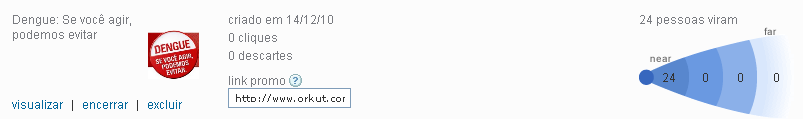 Dengue: Se você agir,
podemos evitar
DENGUE
SE VOCÊ AGIR,
PODEMOS
EVITAR.
visualizar | encerrar | excluir
criado em 14/12/10
0 cliques
0 descartes
link promo ?
http://www.orkut.cor
24 pessoas viram
far
near
24 0 0 0